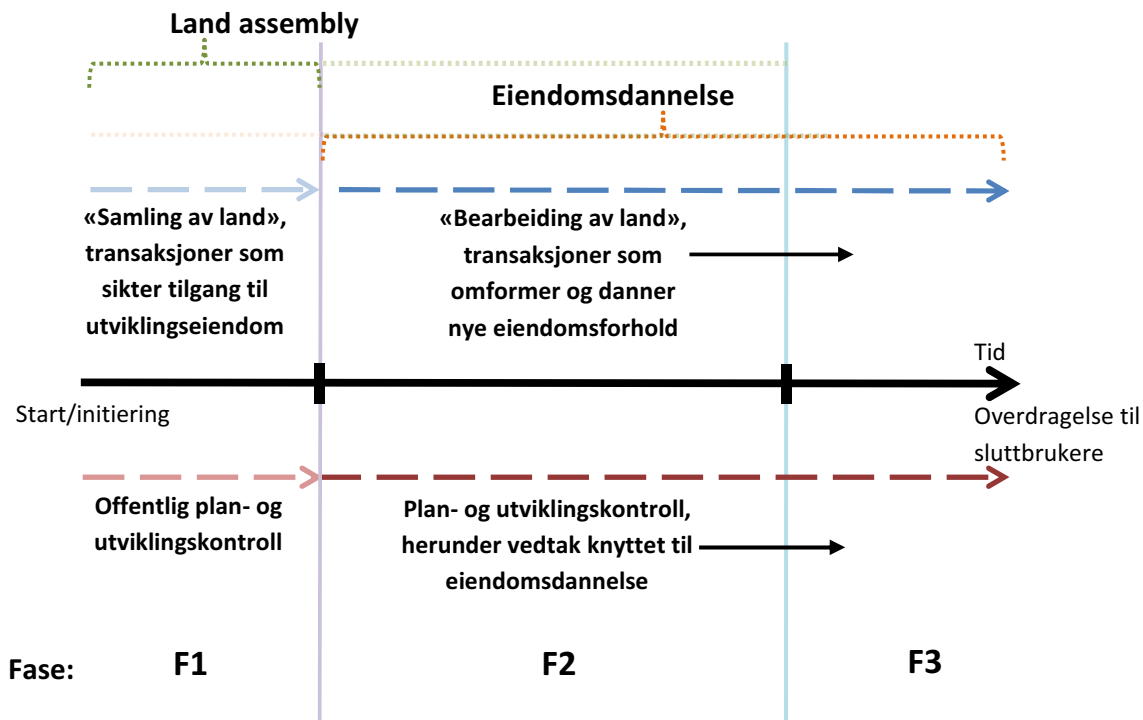 Land assembly
Eiendomsdannelse
«Samling av land»,
transaksjoner som
sikter tilgang til
utviklingseiendom
«Bearbeiding av land»,
transaksjoner som
omformer og danner
nye eiendomsforhold
Tid
Start/initiering
Overdragelse til
sluttbrukere
Offentlig plan- og
utviklingskontroll
Plan- og utviklingskontroll,
herunder vedtak knyttet til
eiendomsdannelse
Fase: F1 F2 F3